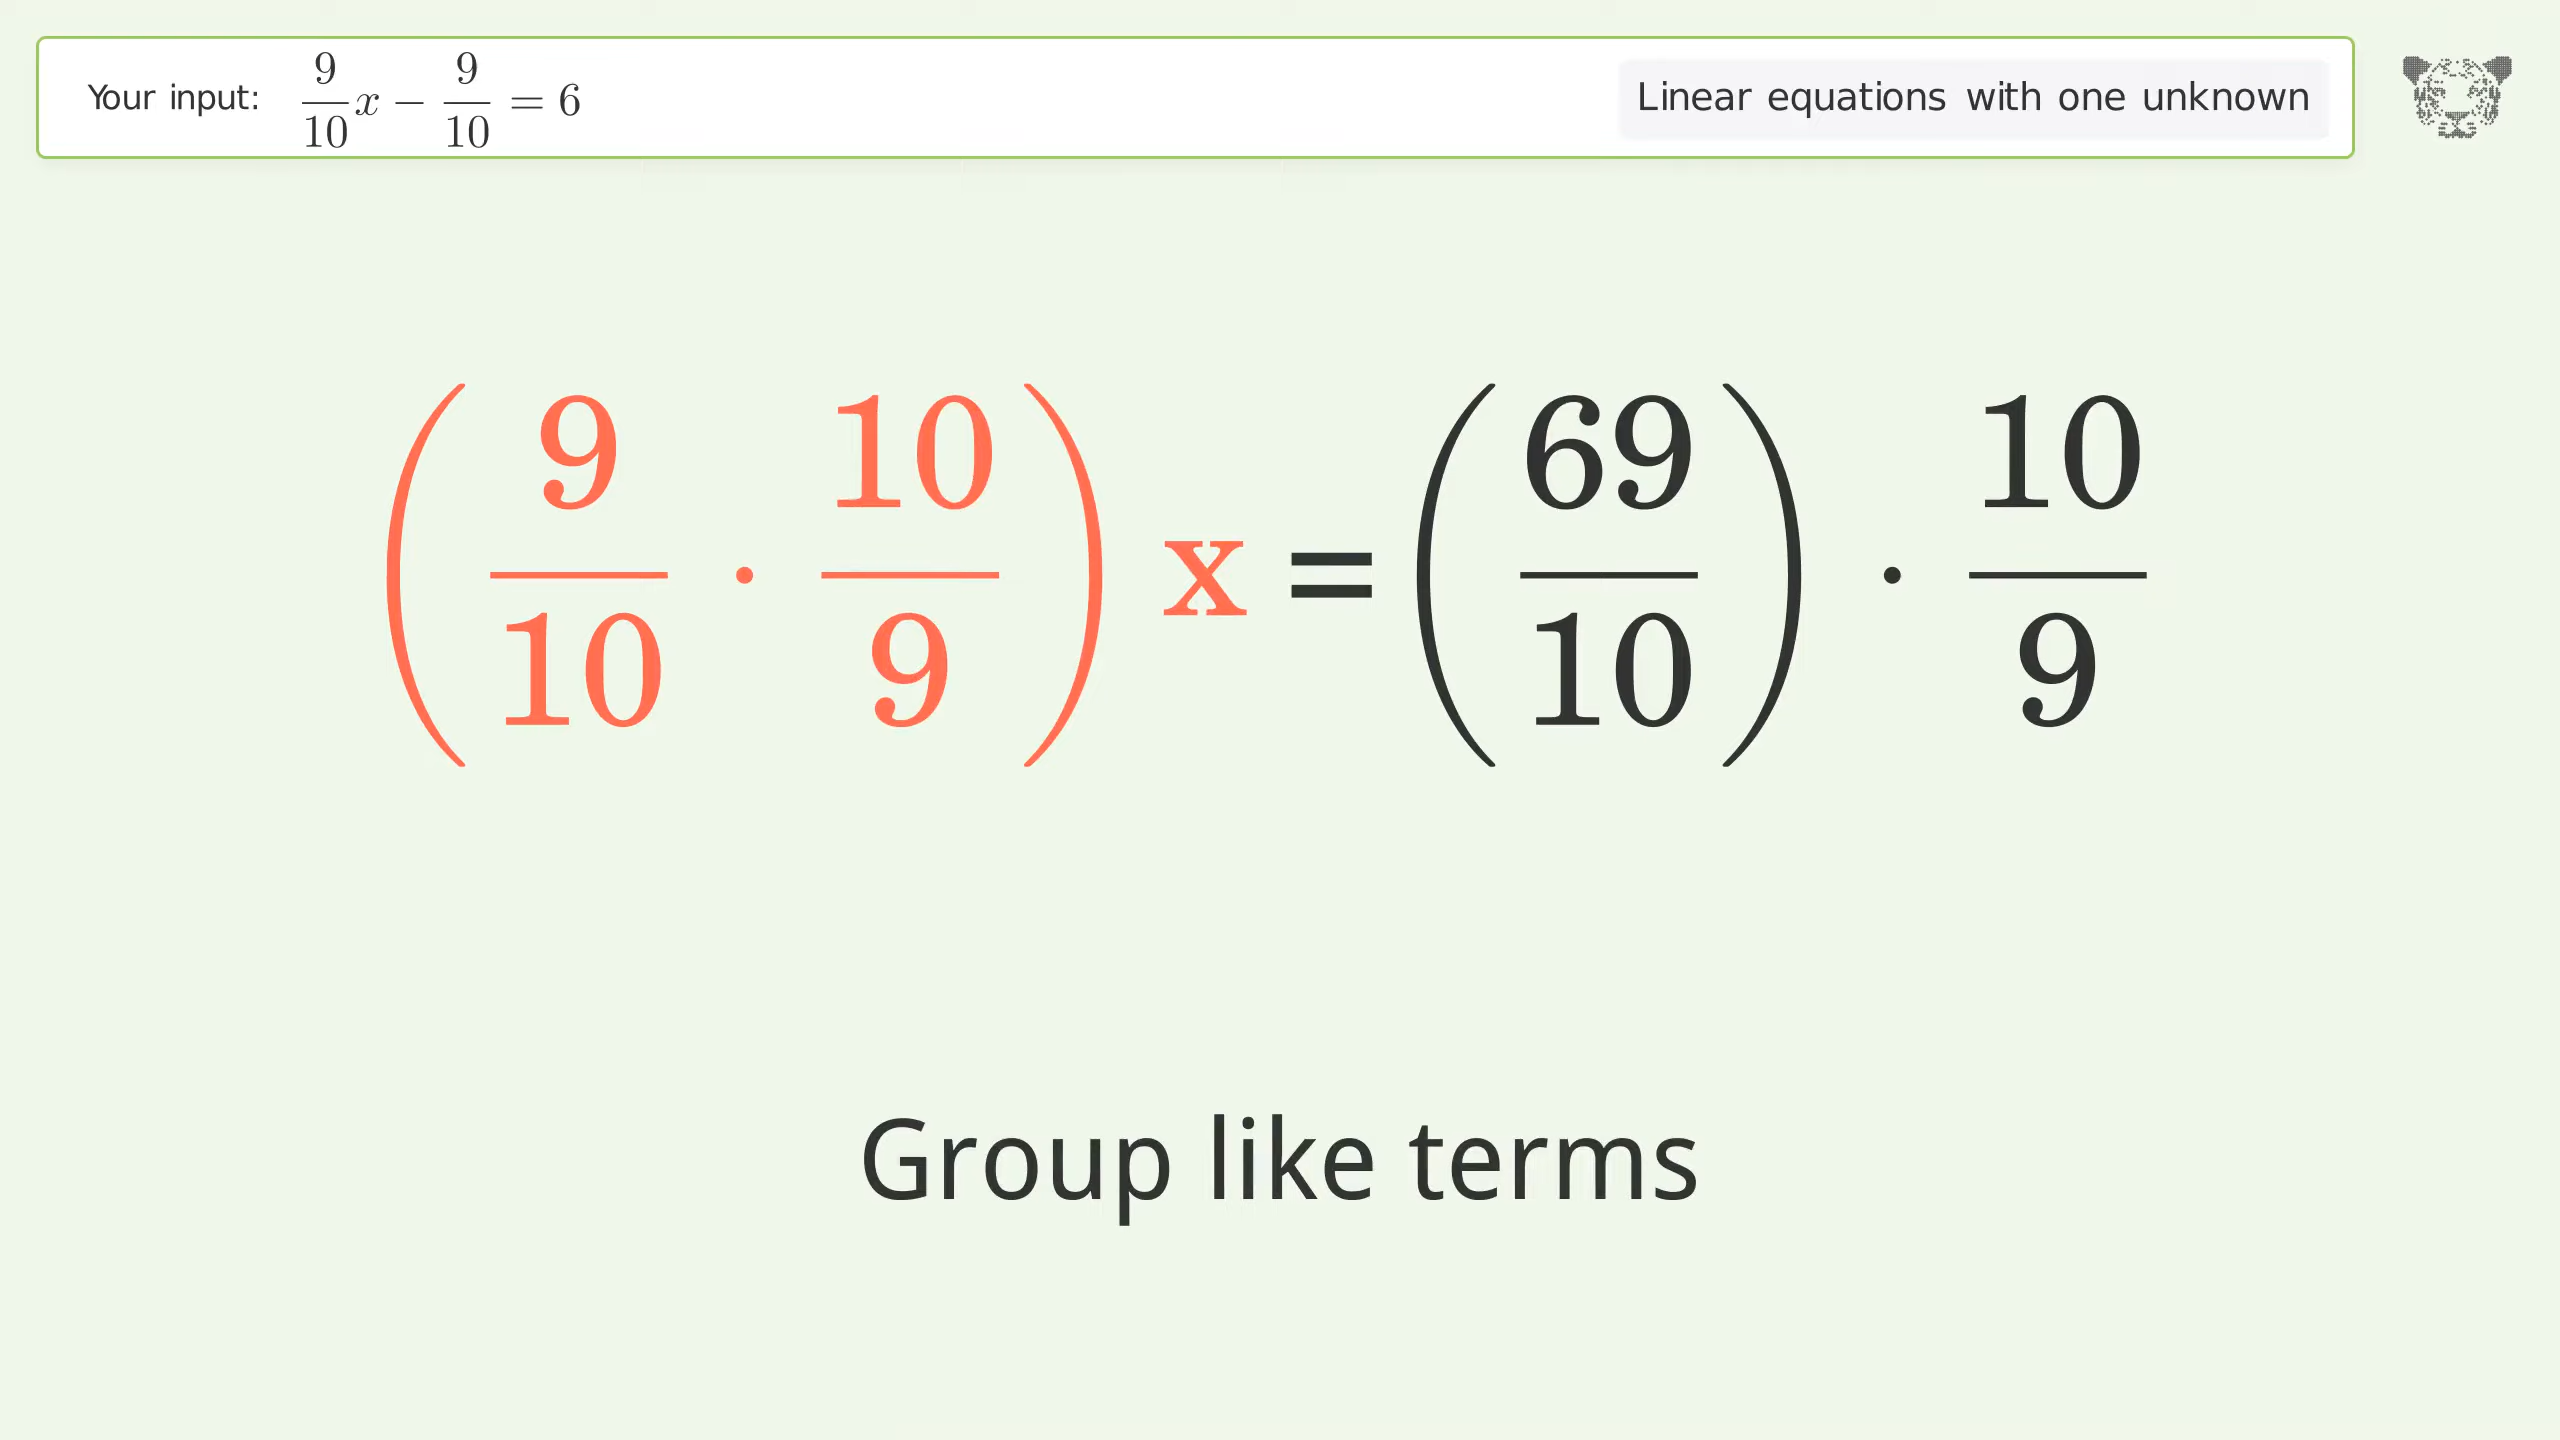 Your input: 9/10 x − 9/10 = 6
Linear equations with one unknown
(9/10 · 10/9) x = (69/10) · 10/9
Group like terms